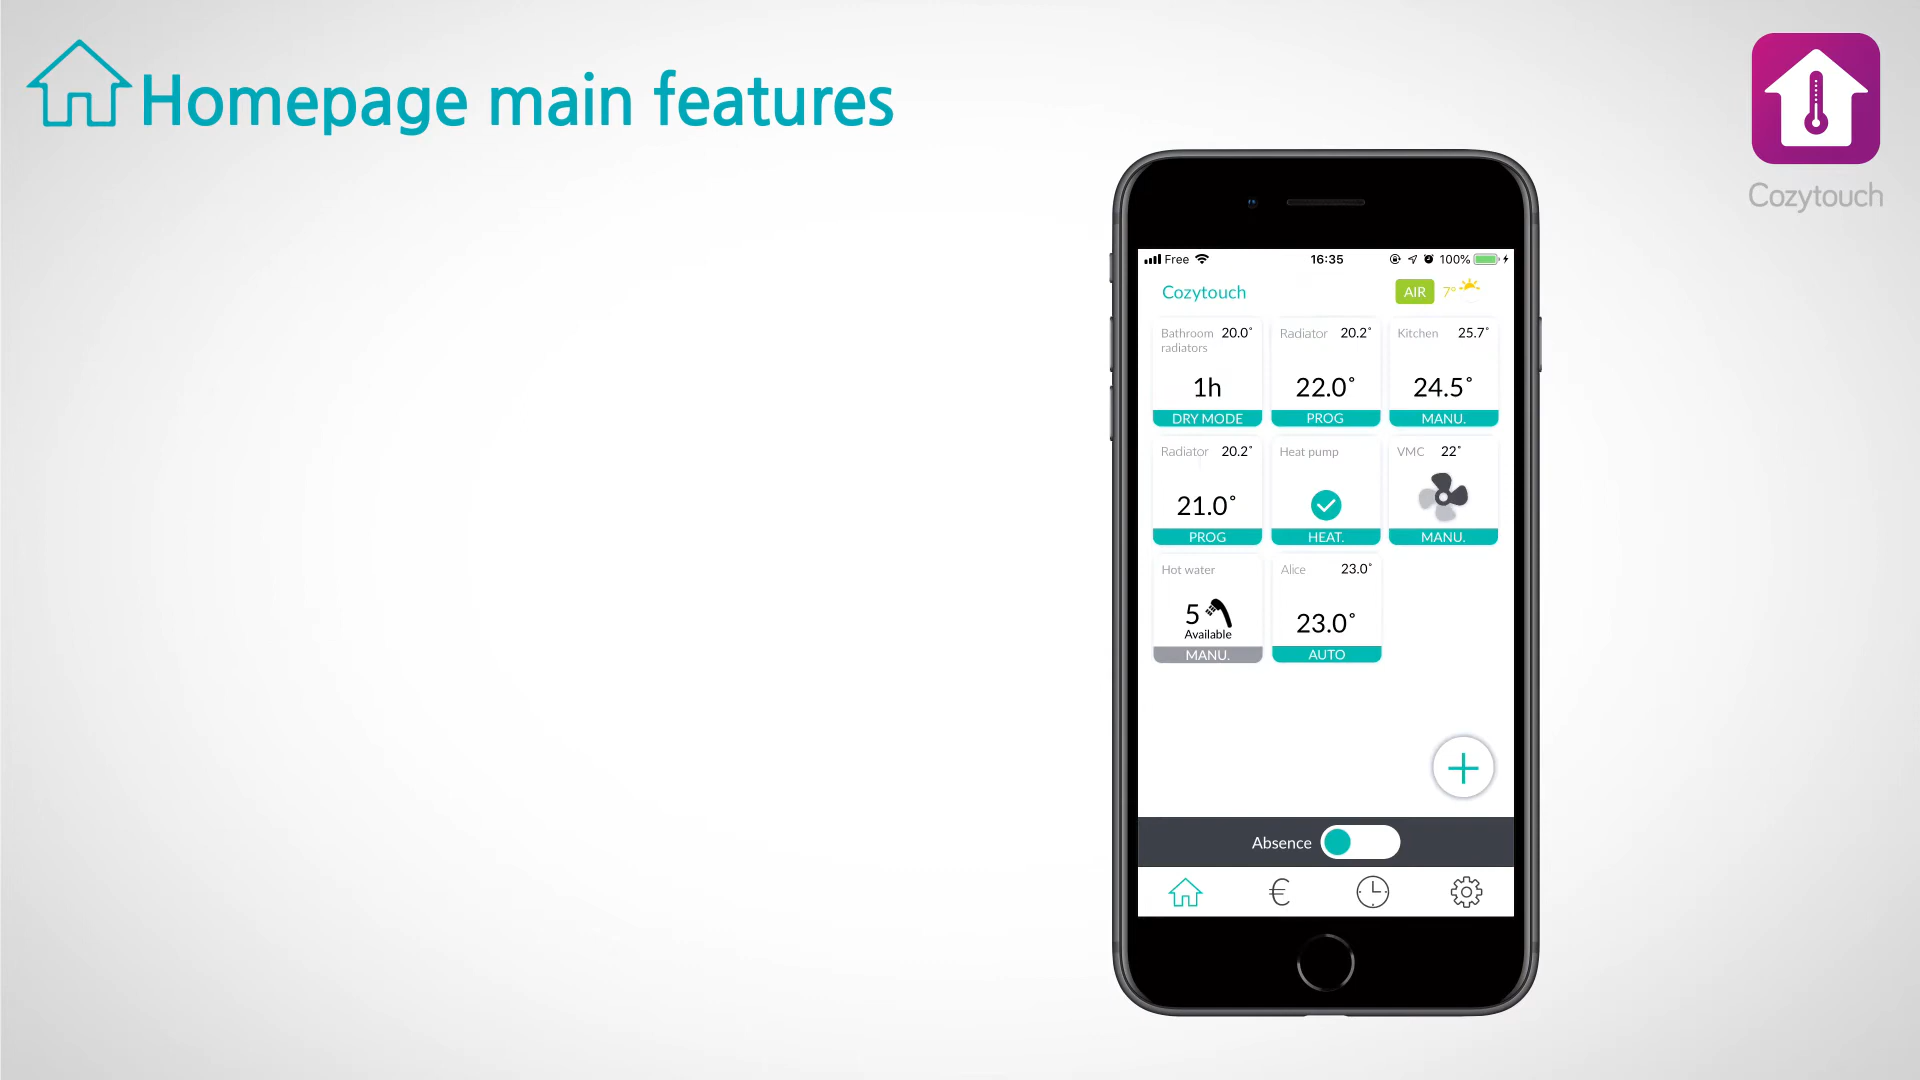 Homepage main features
Cozytouch
Free 16:35 100%
Cozytouch AIR 7°
Bathroom radiators 20.0°
1h
DRY MODE
Radiator 20.2°
22.0°
PROG
Kitchen 25.7°
24.5°
MANU.
Radiator 20.2°
21.0°
PROG
Heat pump
HEAT.
VMC 22°
MANU.
Hot water
5
Available
MANU.
Alice 23.0°
23.0°
AUTO
Absence
€